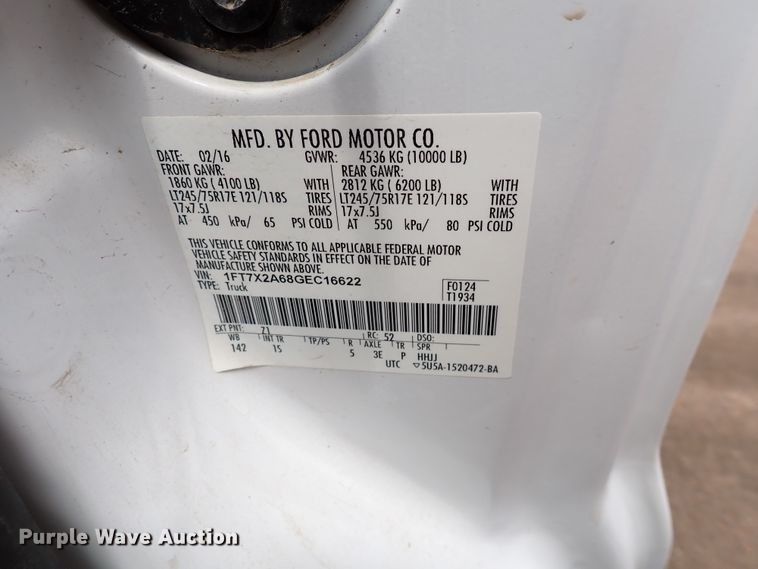 MFD. BY FORD MOTOR CO.
DATE: 02/16 GVWR: 4536 KG (10000 LB)
FRONT GAWR: REAR GAWR:
1860 KG ( 4100 LB) WITH 2812 KG ( 6200 LB) WITH
LT245/75R17E 121/118S TIRES LT245/75R17E 121/118S TIRES
17x7.5J RIMS 17x7.5J RIMS
AT 450 kPa/ 65 PSI COLD AT 550 kPa/ 80 PSI COLD
THIS VEHICLE CONFORMS TO ALL APPLICABLE FEDERAL MOTOR
VEHICLE SAFETY STANDARDS IN EFFECT ON THE DATE OF
MANUFACTURE SHOWN ABOVE.
VIN: 1FT7X2A68GEC16622 F0124
TYPE: Truck T1934
EXT PNT: Z1 RC: 52 DSO:
WB INT TR TP/PS R AXLE TR SPR
142 IS 5 3E P HHJJ
UTC ▽5U5A-1520472-BA
Purple Wave Auction